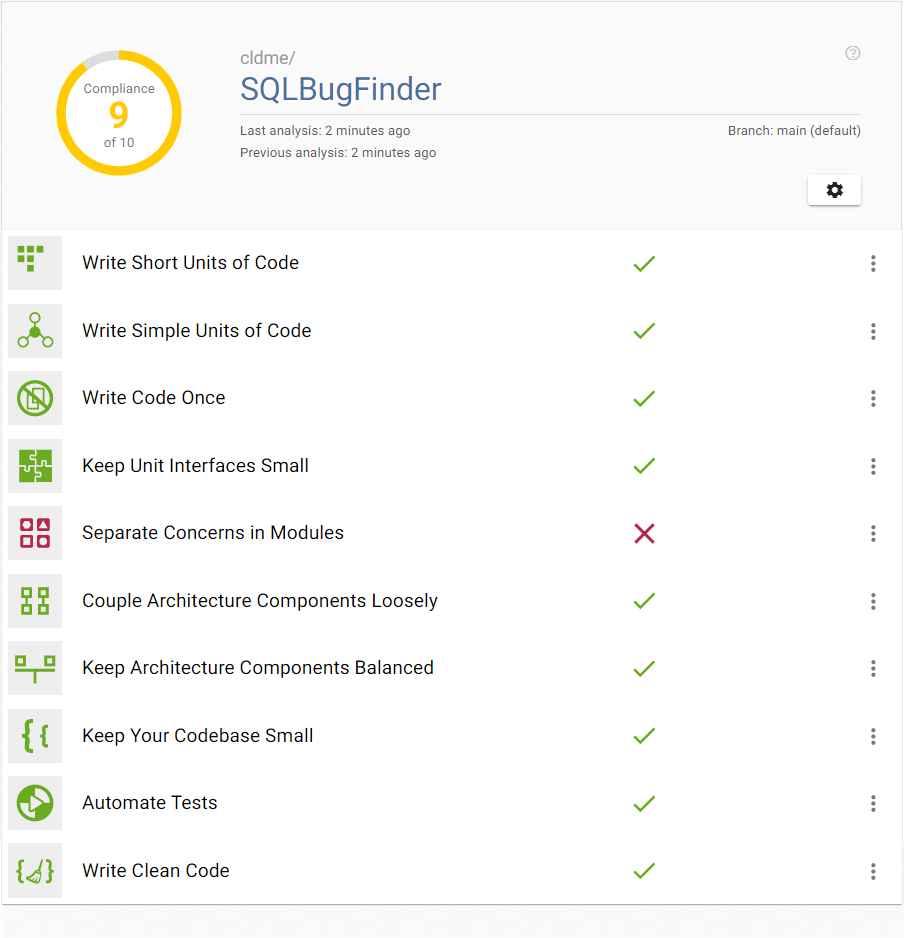 Compliance
9
of 10
cldme/
SQLBugFinder
Last analysis: 2 minutes ago
Branch: main (default)
Previous analysis: 2 minutes ago
Write Short Units of Code
Write Simple Units of Code
Write Code Once
Keep Unit Interfaces Small
Separate Concerns in Modules
Couple Architecture Components Loosely
Keep Architecture Components Balanced
Keep Your Codebase Small
Automate Tests
Write Clean Code